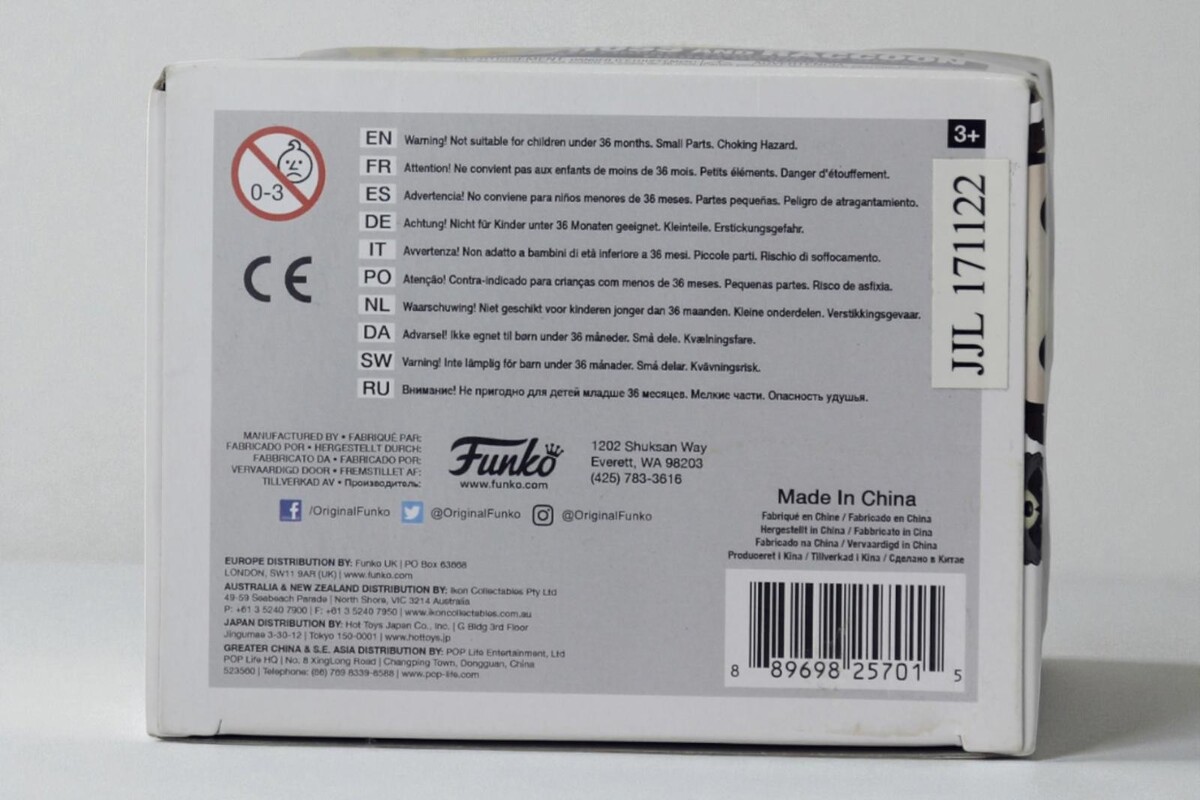 AND RACCOON
0-3
EN Warning! Not suitable for children under 36 months. Small Parts. Choking Hazard.
FR Attention! Ne convient pas aux enfants de moins de 36 mois. Petits éléments. Danger d'étouffement.
ES Advertencia! No conviene para niños menores de 36 meses. Partes pequeñas. Peligro de atragantamiento.
DE Achtung! Nicht für Kinder unter 36 Monaten geeignet. Kleinteile. Erstickungsgefahr.
IT Avvertenza! Non adatto a bambini di età inferiore a 36 mesi. Piccole parti. Rischio di soffocamento.
PO Atenção! Contra-indicado para crianças com menos de 36 meses. Pequenas partes. Risco de asfixia.
NL Waarschuwing! Niet geschikt voor kinderen jonger dan 36 maanden. Kleine onderdelen. Verstikkingsgevaar.
DA Advarsel! Ikke egnet til børn under 36 måneder. Små dele. Kvælningsfare.
SW Varning! Inte lämplig för barn under 36 månader. Små delar. Kvävningsrisk.
RU Внимание! Не пригодно для детей младше 36 месяцев. Мелкие части. Опасность удушья.
CE
3+
JJL 171122
MANUFACTURED BY • FABRIQUÉ PAR:
FABRICADO POR • HERGESTELLT DURCH:
FABBRICATO DA • FABRICADO POR:
VERVAARDIGD DOOR • FREMSTILLET AF:
TILLVERKAD AV • Производитель:
Funko
www.funko.com
1202 Shuksan Way
Everett, WA 98203
(425) 783-3616
/OriginalFunko @OriginalFunko @OriginalFunko
EUROPE DISTRIBUTION BY: Funko UK | PO Box 63868
LONDON, SW11 9AR (UK) | www.funko.com
AUSTRALIA & NEW ZEALAND DISTRIBUTION BY: Ikon Collectables Pty Ltd
49-59 Seabeach Parade | North Shore, VIC 3214 Australia
P: +61 3 5240 7900 | F: +61 3 5240 7950 | www.ikoncollectables.com.au
JAPAN DISTRIBUTION BY: Hot Toys Japan Co., Inc. | G Bldg 3rd Floor
Jingumae 3-30-12 | Tokyo 150-0001 | www.hottoys.jp
GREATER CHINA & S.E. ASIA DISTRIBUTION BY: POP Life Entertainment, Ltd
POP Life HQ | No. 8 XingLong Road | Changping Town, Dongguan, China
523560 | Telephone: (86) 769 8339-8568 | www.pop-life.com
Made In China
Fabriqué en Chine / Fabricado en China
Hergestellt in China / Fabbricato in Cina
Fabricado na China / Vervaardigd in China
Produceret i Kina / Tillverkad i Kina / Сделано в Китае
8 89698 25701 5